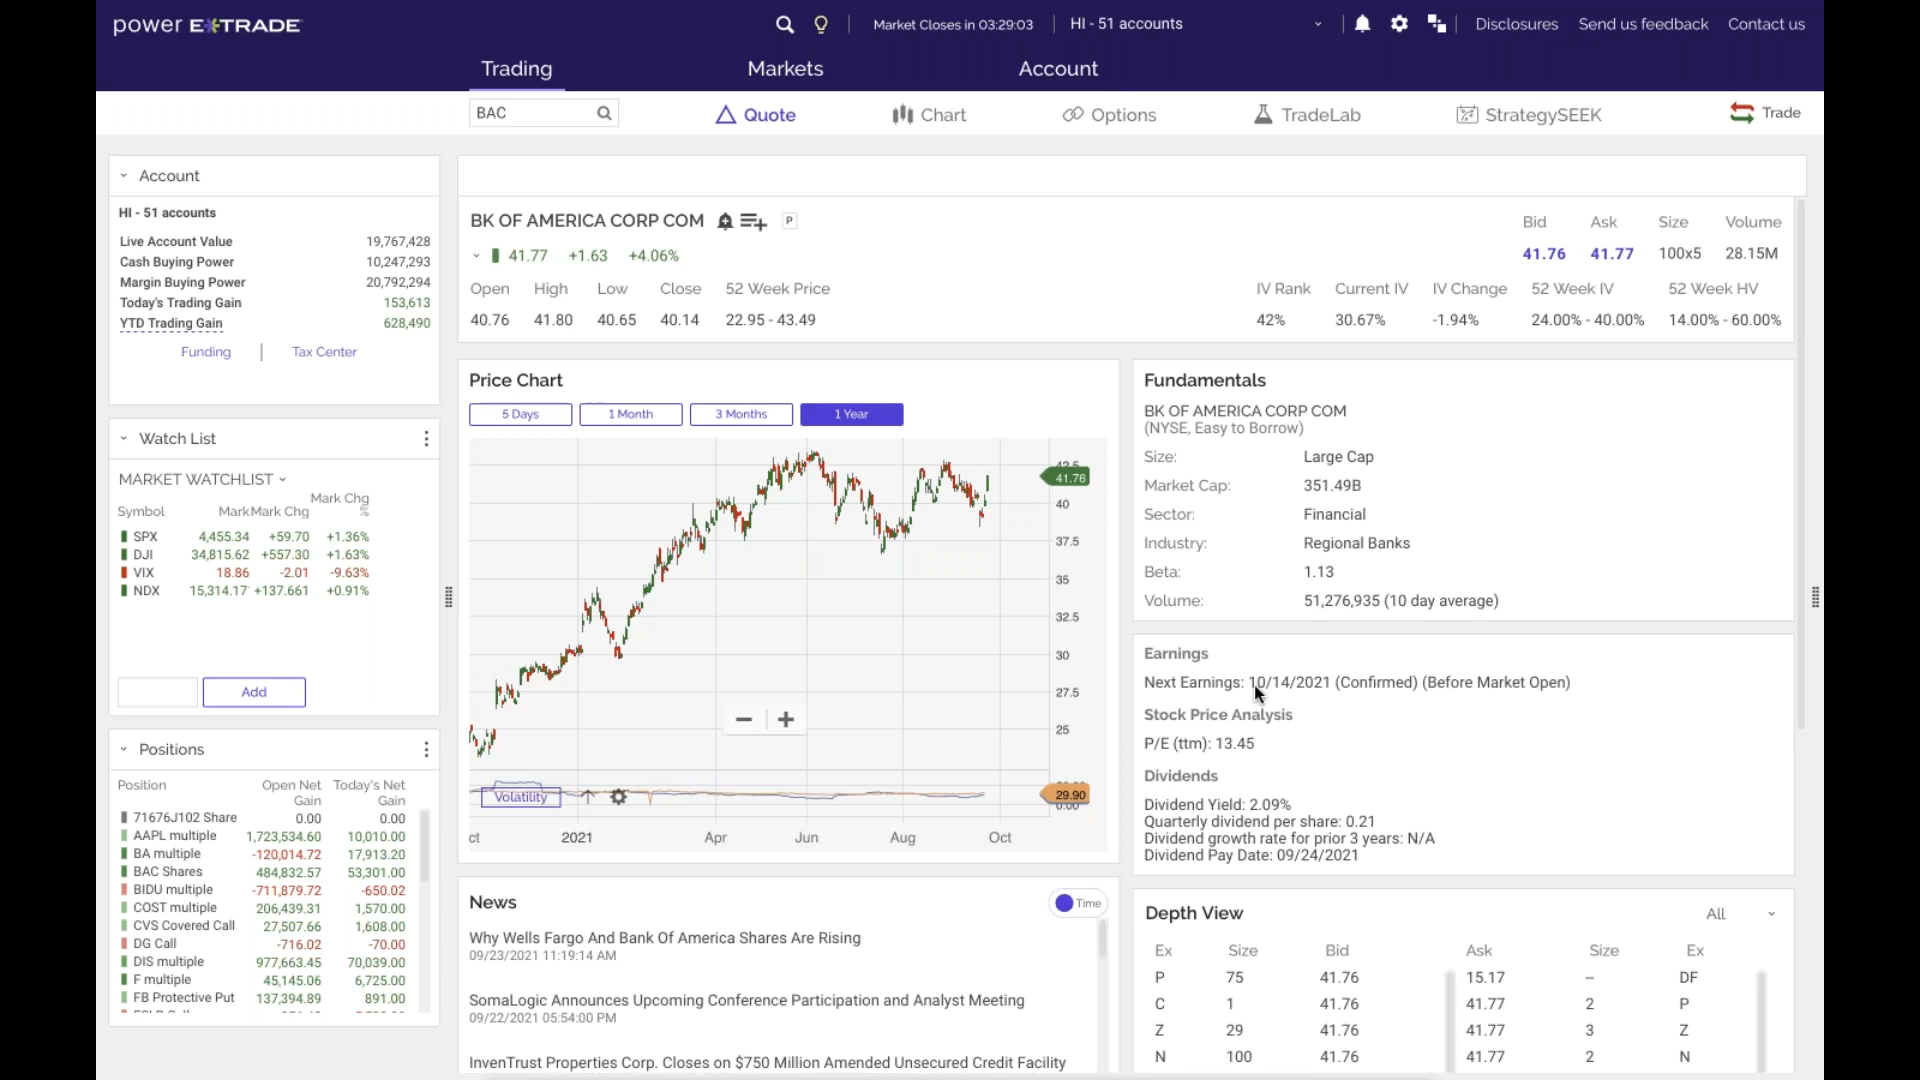 power E*TRADE
Market Closes in 03:29:03
HI - 51 accounts
Disclosures
Send us feedback
Contact us
Trading
Markets
Account
BAC
Quote
Chart
Options
TradeLab
StrategySEEK
Trade
Account
HI - 51 accounts
Live Account Value 19,767,428
Cash Buying Power 10,247,293
Margin Buying Power 20,792,294
Today's Trading Gain 153,613
YTD Trading Gain 628,490
Funding | Tax Center
Watch List
MARKET WATCHLIST
Symbol Mark Mark Chg Mark Chg %
SPX 4,455.34 +59.70 +1.36%
DJI 34,815.62 +557.30 +1.63%
VIX 18.86 -2.01 -9.63%
NDX 15,314.17 +137.661 +0.91%
Add
Positions
Position Open Net Gain Today's Net Gain
71676J102 Share 0.00 0.00
AAPL multiple 1,723,534.60 10,010.00
BA multiple -120,014.72 17,913.20
BAC Shares 484,832.57 53,301.00
BIDU multiple -711,879.72 -650.02
COST multiple 206,439.31 1,570.00
CVS Covered Call 27,507.66 1,608.00
DG Call -716.02 -70.00
DIS multiple 977,663.45 70,039.00
F multiple 45,145.06 6,725.00
FB Protective Put 137,394.89 891.00
BK OF AMERICA CORP COM P
41.77 +1.63 +4.06%
Bid Ask Size Volume
41.76 41.77 100x5 28.15M
Open High Low Close 52 Week Price
40.76 41.80 40.65 40.14 22.95 - 43.49
IV Rank Current IV IV Change 52 Week IV 52 Week HV
42% 30.67% -1.94% 24.00% - 40.00% 14.00% - 60.00%
Price Chart
5 Days 1 Month 3 Months 1 Year
42.5
41.76
40
37.5
35
32.5
30
27.5
25
Volatility
29.90
0.00
ct 2021 Apr Jun Aug Oct
News
Time
Why Wells Fargo And Bank Of America Shares Are Rising
09/23/2021 11:19:14 AM
SomaLogic Announces Upcoming Conference Participation and Analyst Meeting
09/22/2021 05:54:00 PM
InvenTrust Properties Corp. Closes on $750 Million Amended Unsecured Credit Facility
Fundamentals
BK OF AMERICA CORP COM
(NYSE, Easy to Borrow)
Size: Large Cap
Market Cap: 351.49B
Sector: Financial
Industry: Regional Banks
Beta: 1.13
Volume: 51,276,935 (10 day average)
Earnings
Next Earnings: 10/14/2021 (Confirmed) (Before Market Open)
Stock Price Analysis
P/E (ttm): 13.45
Dividends
Dividend Yield: 2.09%
Quarterly dividend per share: 0.21
Dividend growth rate for prior 3 years: N/A
Dividend Pay Date: 09/24/2021
Depth View
All
Ex Size Bid Ask Size Ex
P 75 41.76 15.17 -- DF
C 1 41.76 41.77 2 P
Z 29 41.76 41.77 3 Z
N 100 41.76 41.77 2 N